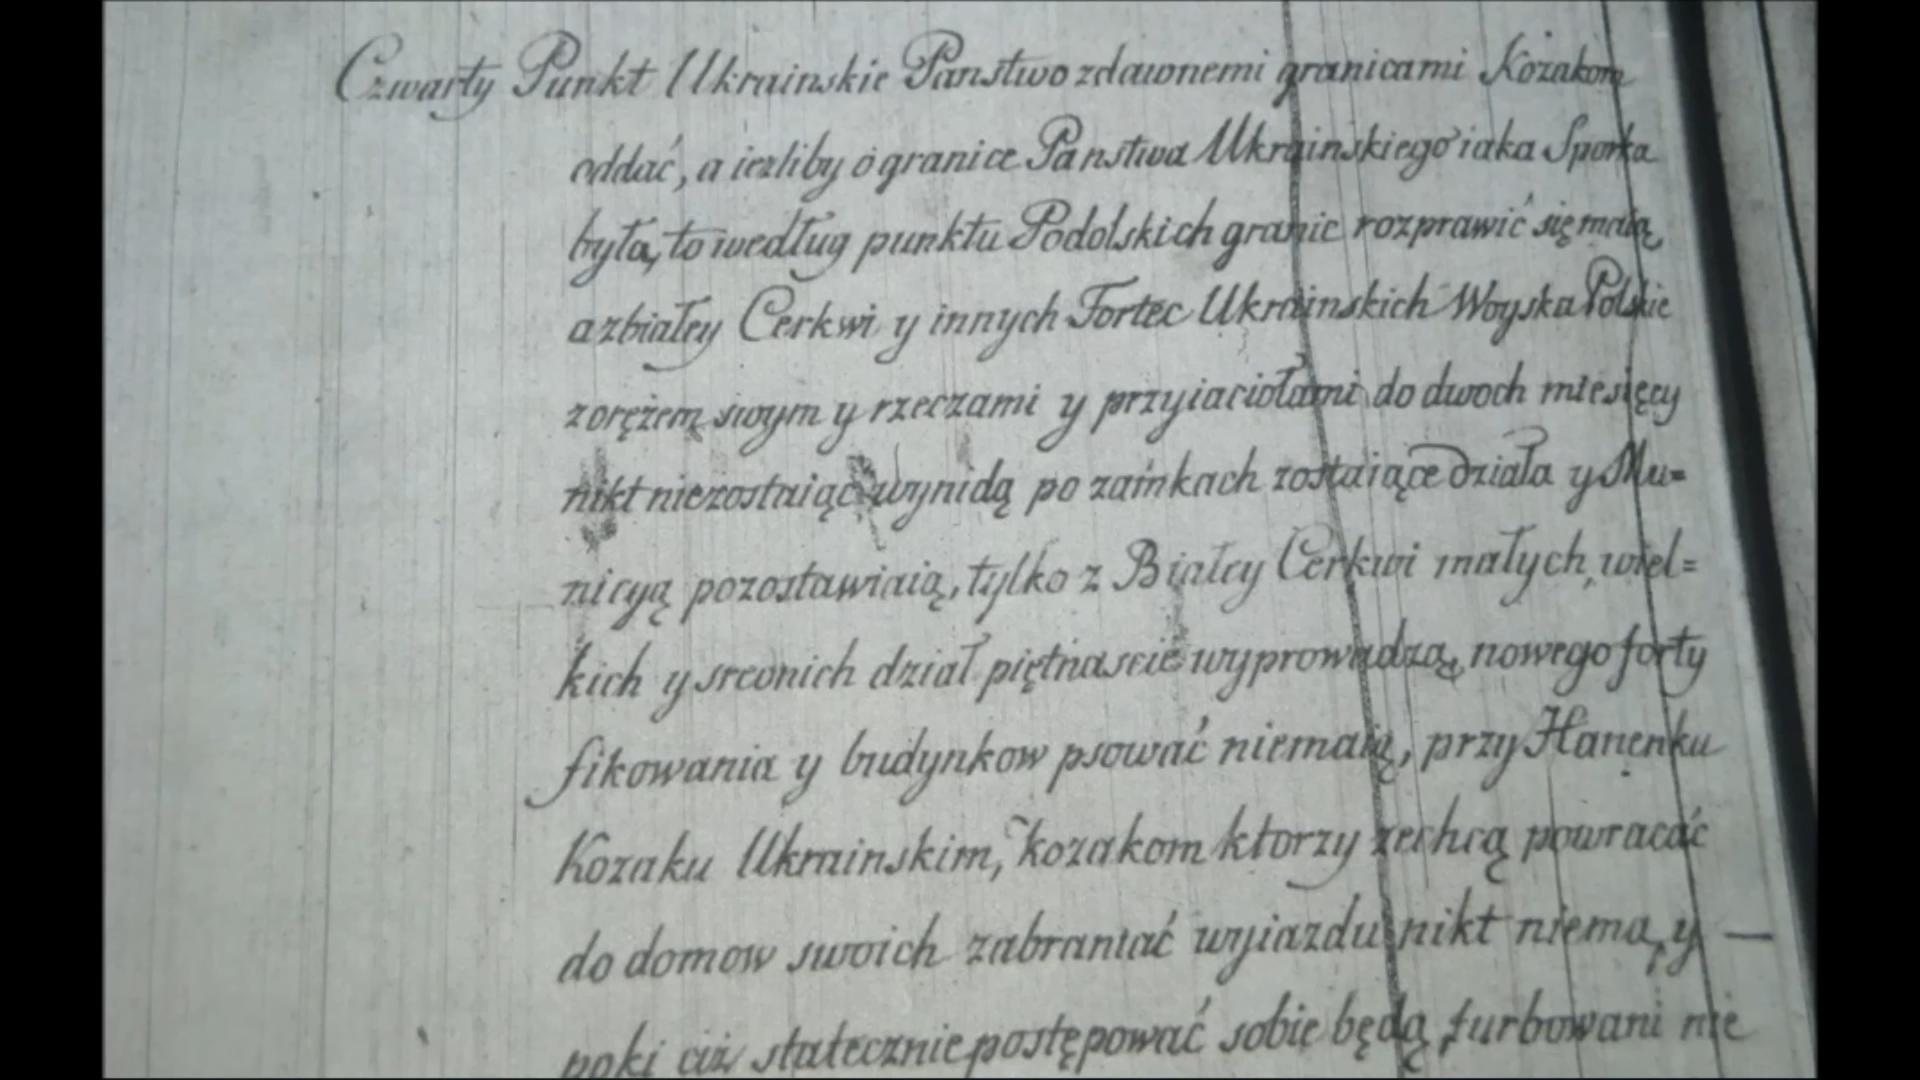 Czwarty Punkt Ukrainskie Panstwo zdawnemi granicami Kozakom
oddać, a iezliby o granice Panstwa Ukrainskiego iaka Sporka
była, to według punktu Podolskich granic rozprawić się maią,
a zbiałey Cerkwi y innych Fortec Ukrainskich Woyska Polskie
z orężem swym y rzeczami y przyiaciołami do dwoch miesięcy
nikt niezostaiąc wynidą po zamkach zostaiące działa y Mu=
nicyą pozostawiaią, tylko z Białey Cerkwi małych, wiel=
kich y srednich dział piętnascie wyprowadzą, nowego forty
fikowania y budynkow psować niemaią, przy Hanenku
Kozaku Ukrainskim, kozakom ktorzy zechcą powracać
do domow swoich zabraniać wyiazdu nikt niema, y —
poki ciż statecznie postępować sobie będą, turbowani nie